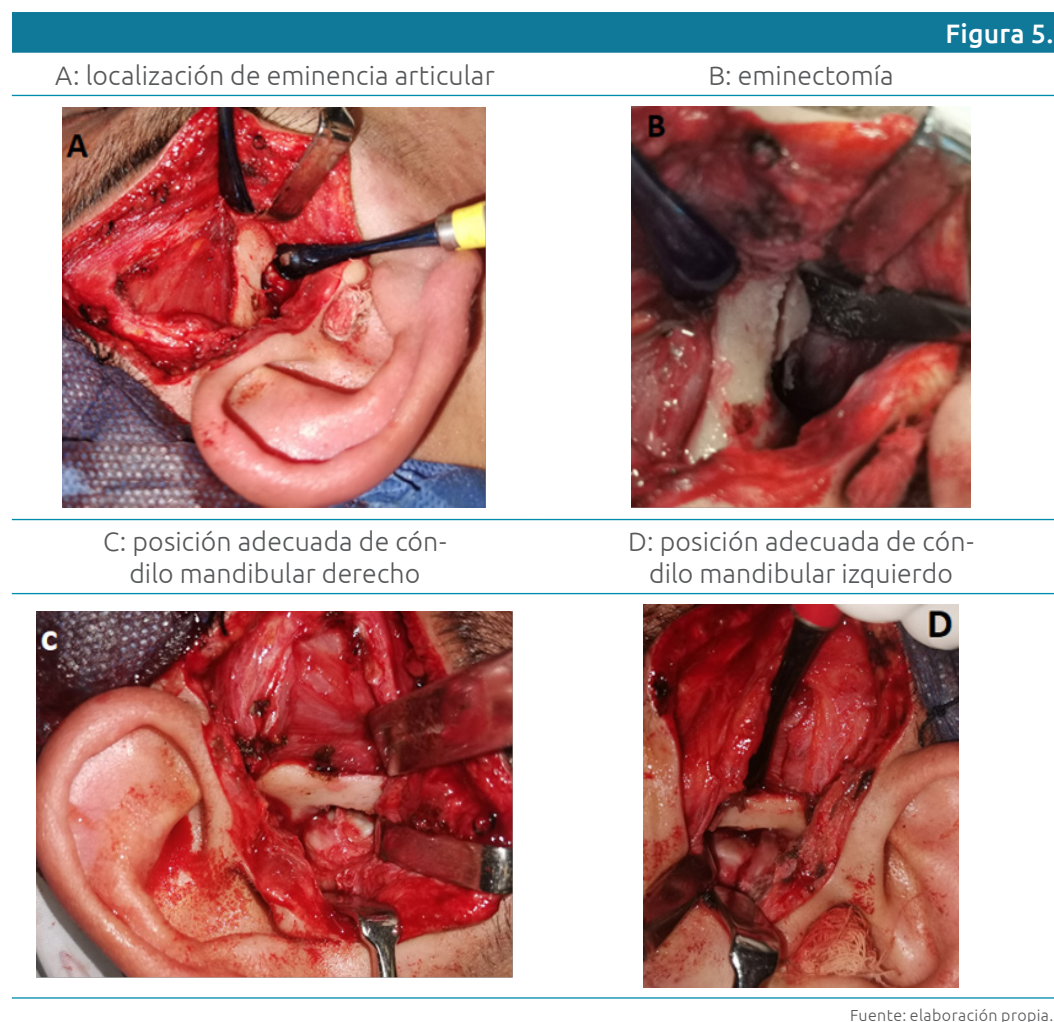 Figura 5.
A: localización de eminencia articular
B: eminectomía
A
B
C: posición adecuada de cón-
dilo mandibular derecho
D: posición adecuada de cón-
dilo mandibular izquierdo
c
D
Fuente: elaboración propia.